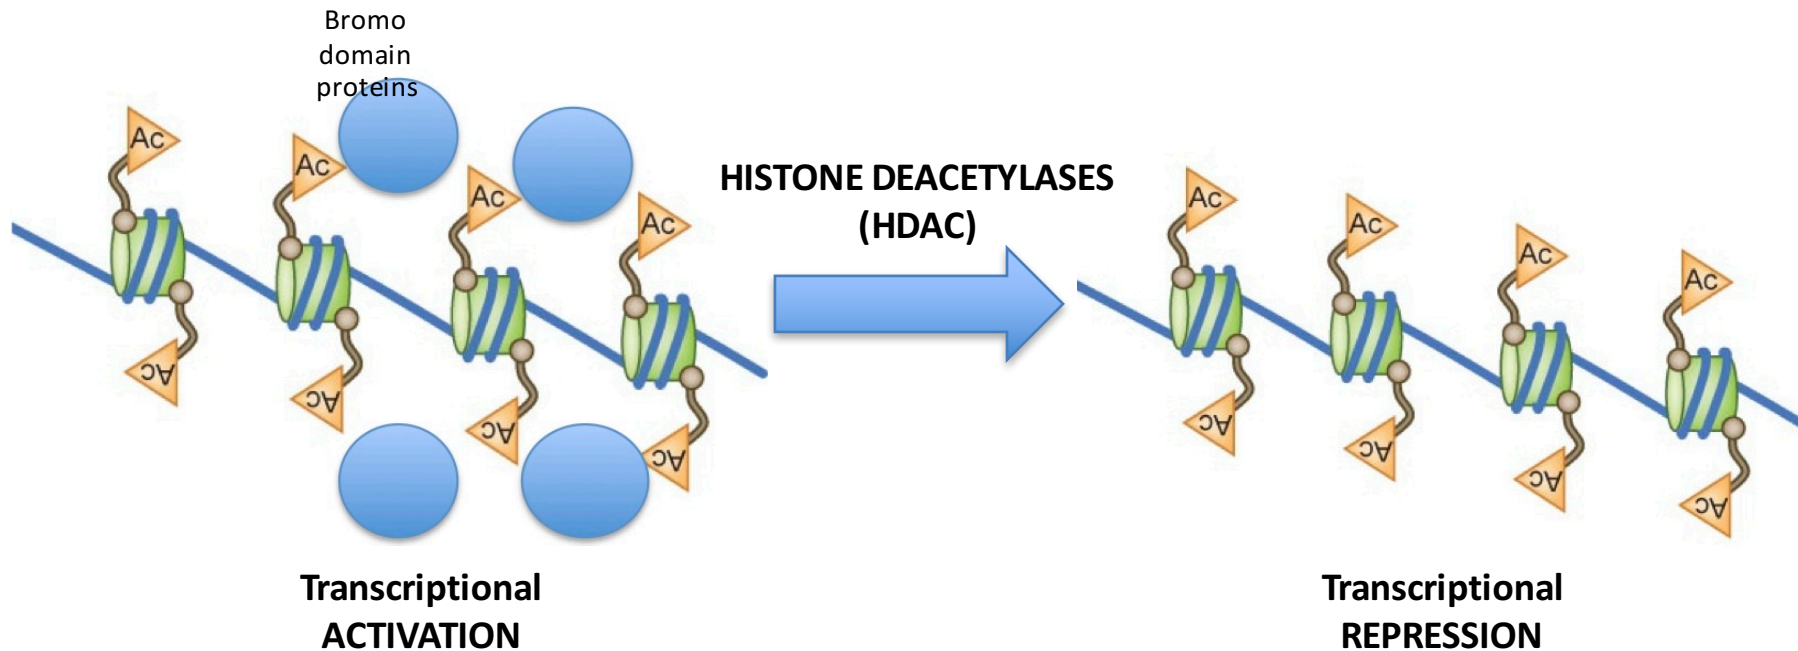 Bromo
domain
proteins
Ac
Ac
Ac
Ac
Ac
Ac
Ac
Ac
HISTONE DEACETYLASES
(HDAC)
Ac
Ac
Ac
Ac
Ac
Ac
Ac
Ac
Transcriptional
ACTIVATION
Transcriptional
REPRESSION